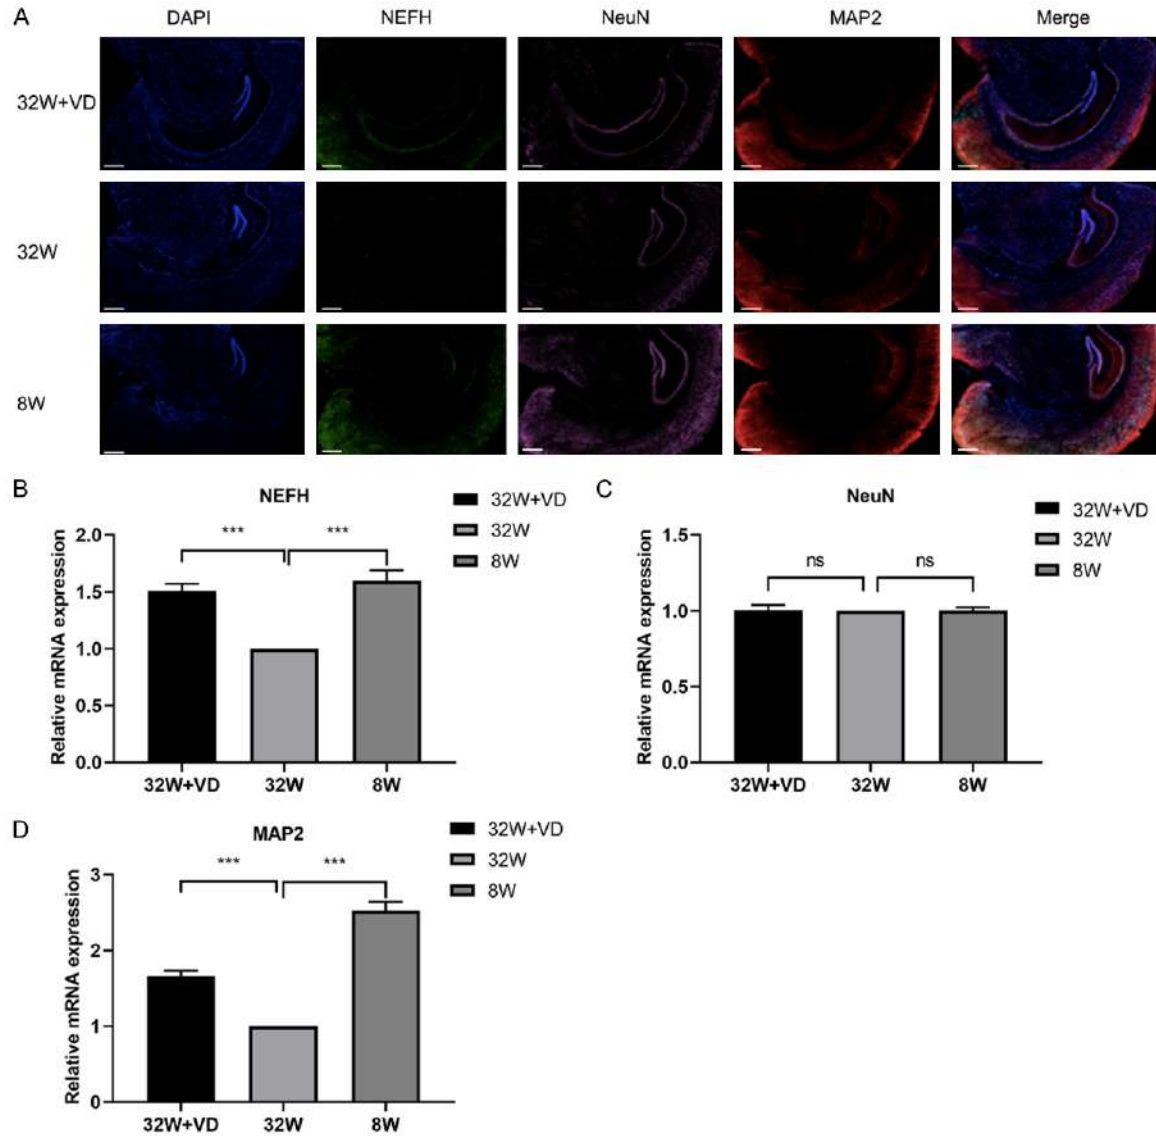 A
DAPI NEFH NeuN MAP2 Merge
32W+VD
32W
8W
B
NEFH
32W+VD
32W
8W
Relative mRNA expression
2.0
1.5
1.0
0.5
0.0
*** ***
32W+VD 32W 8W
C
NeuN
32W+VD
32W
8W
Relative mRNA expression
1.5
1.0
0.5
0.0
ns ns
32W+VD 32W 8W
D
MAP2
32W+VD
32W
8W
Relative mRNA expression
3
2
1
0
*** ***
32W+VD 32W 8W